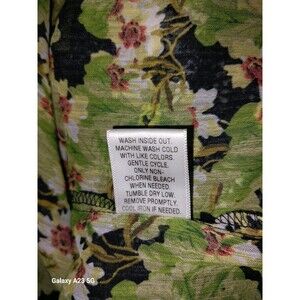 WASH INSIDE OUT.
MACHINE WASH COLD
WITH LIKE COLORS
GENTLE CYCLE.
ONLY NON-
CHLORINE BLEACH
WHEN NEEDED.
TUMBLE DRY LOW.
REMOVE PROMPTLY.
COOL IRON IF NEEDED.
Galaxy A23 5G